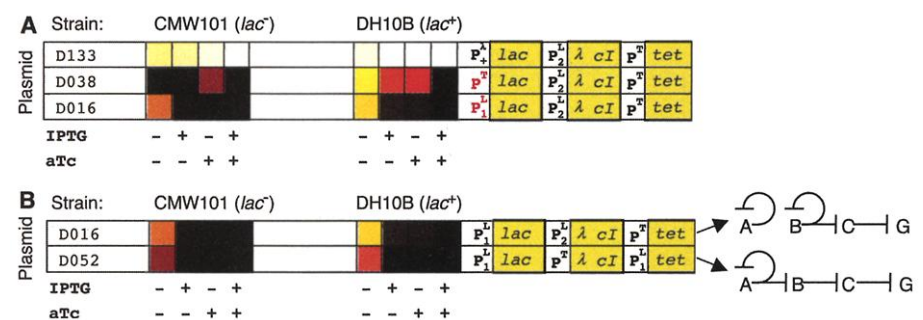 A Strain: CMW101 (lac⁻) DH10B (lac⁺)
Plasmid
D133 P^λ_+ lac P^L_2 λ cI P^T tet
D038 P^T lac P^L_2 λ cI P^T tet
D016 P^L_1 lac P^L_2 λ cI P^T tet
IPTG - + - + - + - +
aTc - - + + - - + +
B Strain: CMW101 (lac⁻) DH10B (lac⁺)
Plasmid
D016 P^L_1 lac P^L_2 λ cI P^T tet A B C G
D052 P^L_1 lac P^T λ cI P^L_1 tet A B C G
IPTG - + - + - + - +
aTc - - + + - - + +